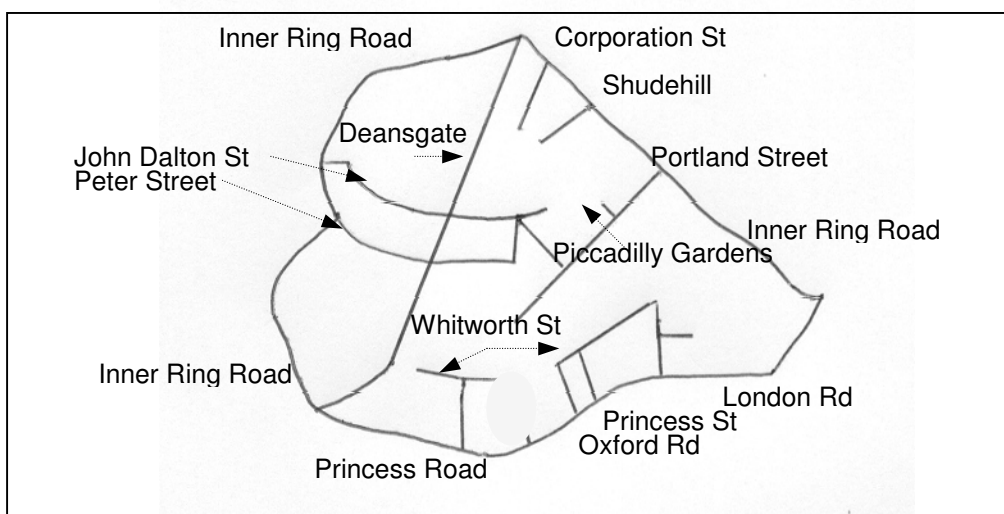 Inner Ring Road
Corporation St
Shudehill
Deansgate
John Dalton St
Peter Street
Portland Street
Inner Ring Road
Piccadilly Gardens
Whitworth St
Inner Ring Road
London Rd
Princess St
Oxford Rd
Princess Road